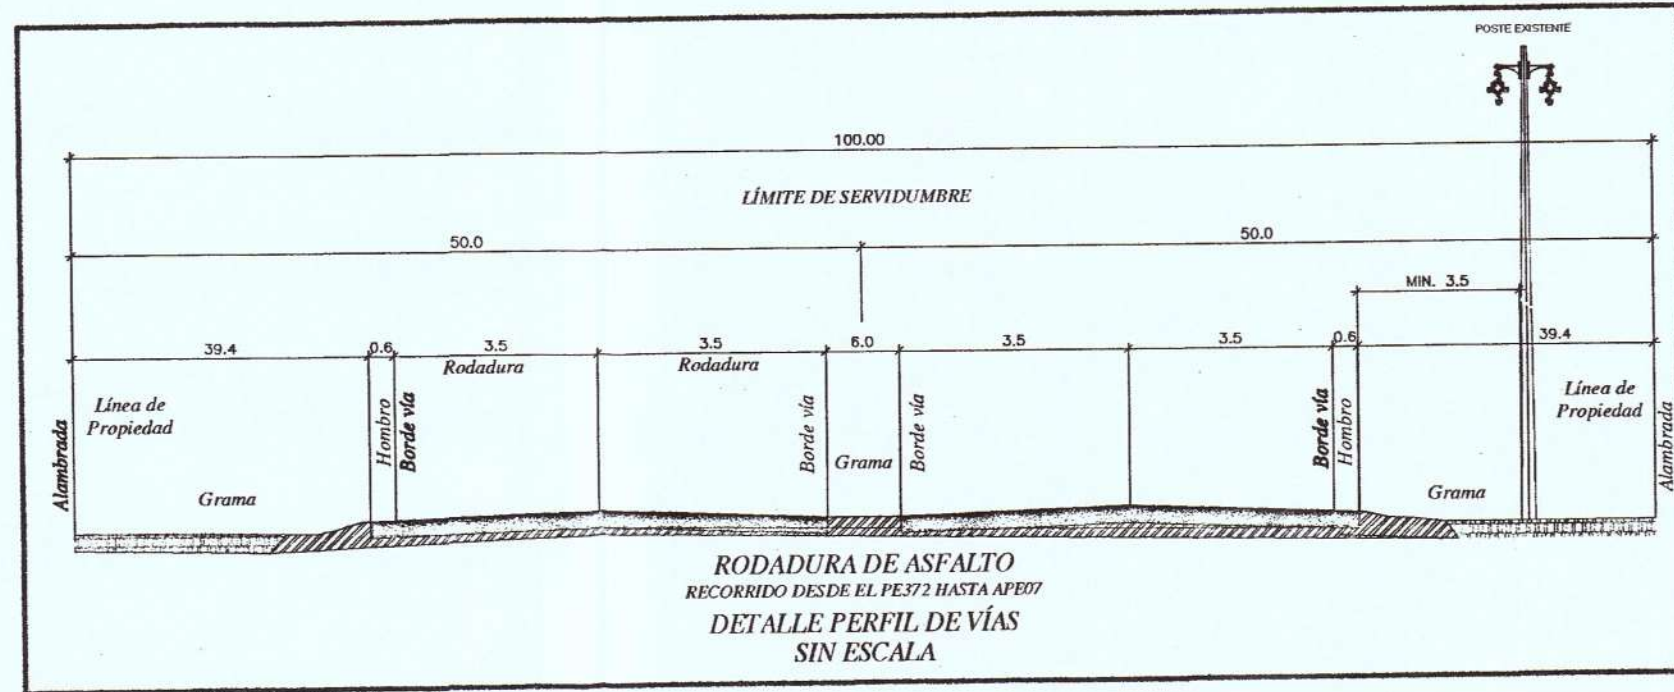 POSTE EXISTENTE
100.00
LÍMITE DE SERVIDUMBRE
50.0
50.0
MIN. 3.5
39.4
0.6
3.5
3.5
6.0
3.5
3.5
0.6
39.4
Rodadura
Rodadura
Línea de
Propiedad
Línea de
Propiedad
Alambrada
Hombro
Borde vía
Borde vía
Grama
Borde vía
Borde vía
Hombro
Alambrada
Grama
Grama
RODADURA DE ASFALTO
RECORRIDO DESDE EL PE372 HASTA APE07
DETALLE PERFIL DE VÍAS
SIN ESCALA